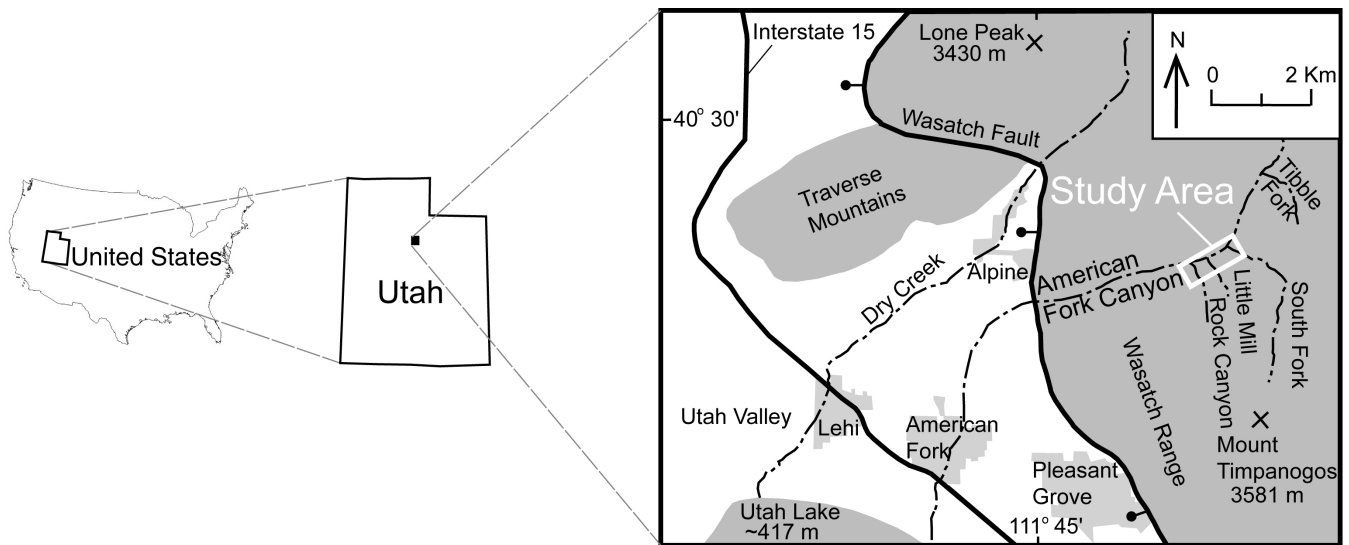 United States
Utah
Interstate 15
Lone Peak
3430 m
N
0 2 Km
40° 30'
Wasatch Fault
Traverse
Mountains
Study Area
Tibble
Fork
Dry Creek
Alpine
American
Fork Canyon
Little Mill
Rock Canyon
South Fork
Wasatch Range
Utah Valley
Lehi
American
Fork
Mount
Timpanogos
3581 m
Pleasant
Grove
Utah Lake
~417 m
111° 45'